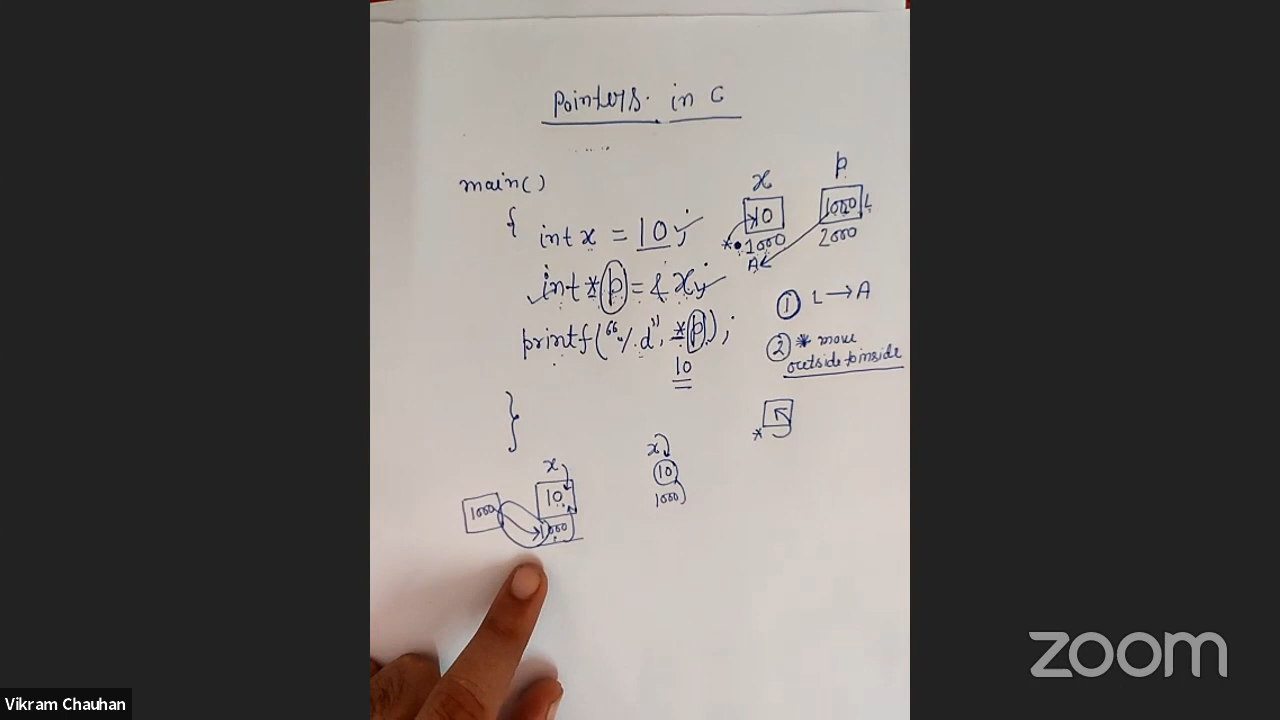 Pointers in C
main()
{
int x = 10;
int *p = &x;
printf("%d", *p);
10
}
x
10
1000
p
1000
L
2000
*
A
① L → A
② * move
outside to inside
*
x
10
1000
1000
x
10
1000
zoom
Vikram Chauhan